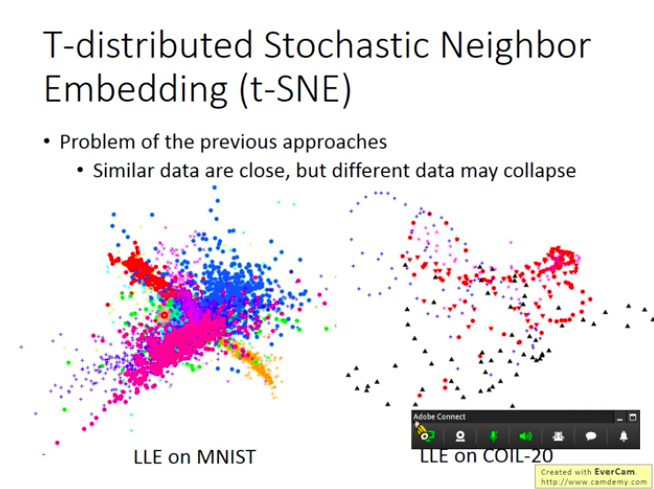 T-distributed Stochastic Neighbor
Embedding (t-SNE)
• Problem of the previous approaches
• Similar data are close, but different data may collapse
Adobe Connect
LLE on MNIST
LLE on COIL-20
Created with EverCam.
http://www.camdemy.com